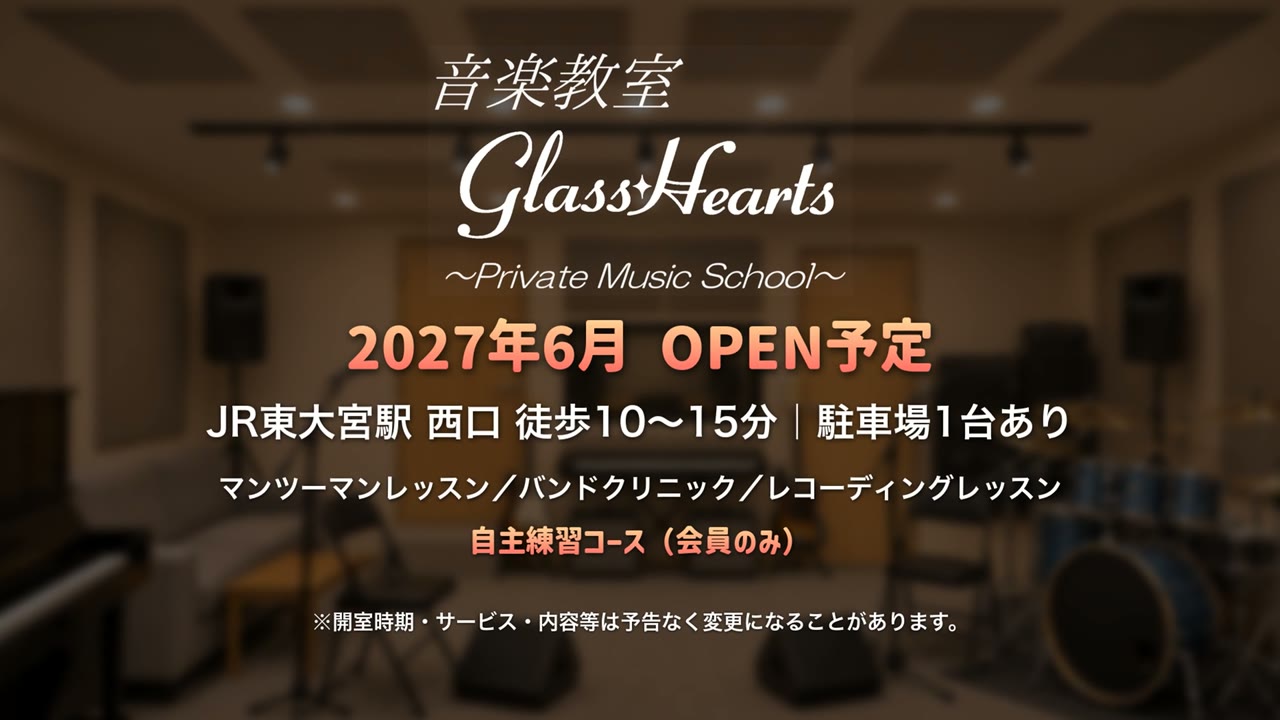 音楽教室
Glass Hearts
～Private Music School～
2027年6月 OPEN予定
JR東大宮駅 西口 徒歩10～15分｜駐車場1台あり
マンツーマンレッスン／バンドクリニック／レコーディングレッスン
自主練習コース（会員のみ）
※開室時期・サービス・内容等は予告なく変更になることがあります。